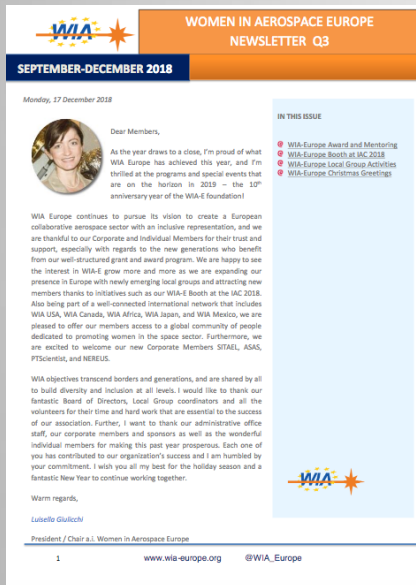 WIA
WOMEN IN AEROSPACE EUROPE
NEWSLETTER Q3
SEPTEMBER-DECEMBER 2018
Monday, 17 December 2018
Dear Members,
As the year draws to a close, I'm proud of what
WIA Europe has achieved this year, and I'm
thrilled at the programs and special events that
are on the horizon in 2019 – the 10th
anniversary year of the WIA-E foundation!
WIA Europe continues to pursue its vision to create a European
collaborative aerospace sector with an inclusive representation, and we
are thankful to our Corporate and Individual Members for their trust and
support, especially with regards to the new generations who benefit
from our well-structured grant and award program. We are happy to see
the interest in WIA-E grow more and more as we are expanding our
presence in Europe with newly emerging local groups and attracting new
members thanks to initiatives such as our WIA-E Booth at the IAC 2018.
Also being part of a well-connected international network that includes
WIA USA, WIA Canada, WIA Africa, WIA Japan, and WIA Mexico, we are
pleased to offer our members access to a global community of people
dedicated to promoting women in the space sector. Furthermore, we
are excited to welcome our new Corporate Members SITAEL, ASAS,
PTScientist, and NEREUS.
WIA objectives transcend borders and generations, and are shared by all
to build diversity and inclusion at all levels. I would like to thank our
fantastic Board of Directors, Local Group coordinators and all the
volunteers for their time and hard work that are essential to the success
of our association. Further, I want to thank our administrative office
staff, our corporate members and sponsors as well as the wonderful
individual members for making this past year prosperous. Each one of
you has contributed to our organization's success and I am humbled by
your commitment. I wish you all my best for the holiday season and a
fantastic New Year to continue working together.
Warm regards,
Luisella Giulicchi
President / Chair a.i. Women in Aerospace Europe
IN THIS ISSUE
@ WIA-Europe Award and Mentoring
@ WIA-Europe Booth at IAC 2018
@ WIA-Europe Local Group Activities
@ WIA-Europe Christmas Greetings
WIA
1 www.wia-europe.org @WIA_Europe